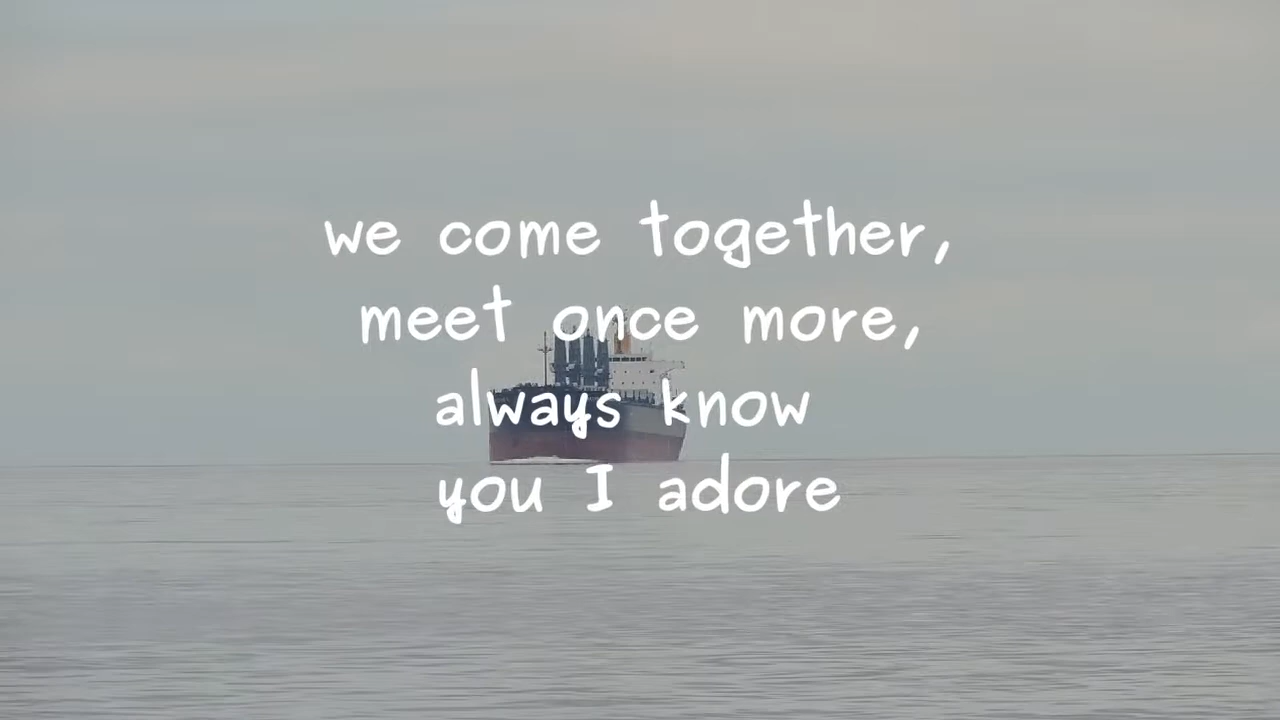 we come together,
meet once more,
always know
you I adore